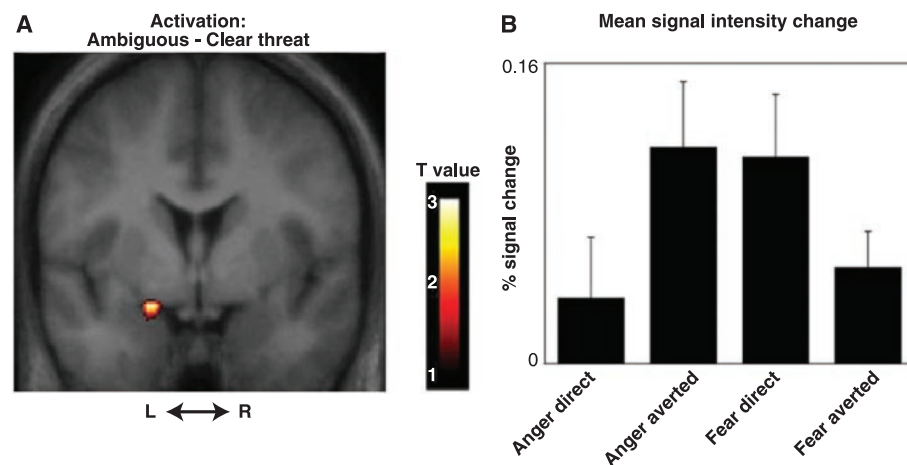 A
Activation:
Ambiguous - Clear threat
L R
T value
3
2
1
B
Mean signal intensity change
% signal change
0.16
0
Anger direct
Anger averted
Fear direct
Fear averted